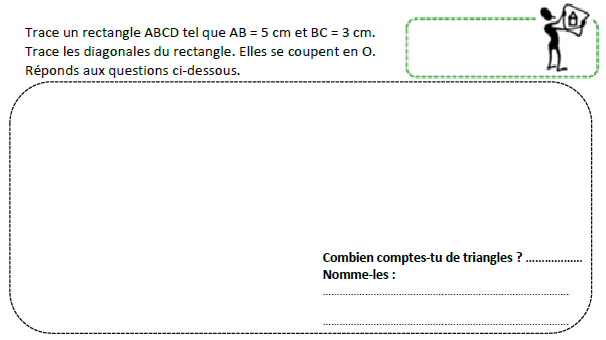 Trace un rectangle ABCD tel que AB = 5 cm et BC = 3 cm.
Trace les diagonales du rectangle. Elles se coupent en O.
Réponds aux questions ci-dessous.
Combien comptes-tu de triangles ? ..................
Nomme-les :